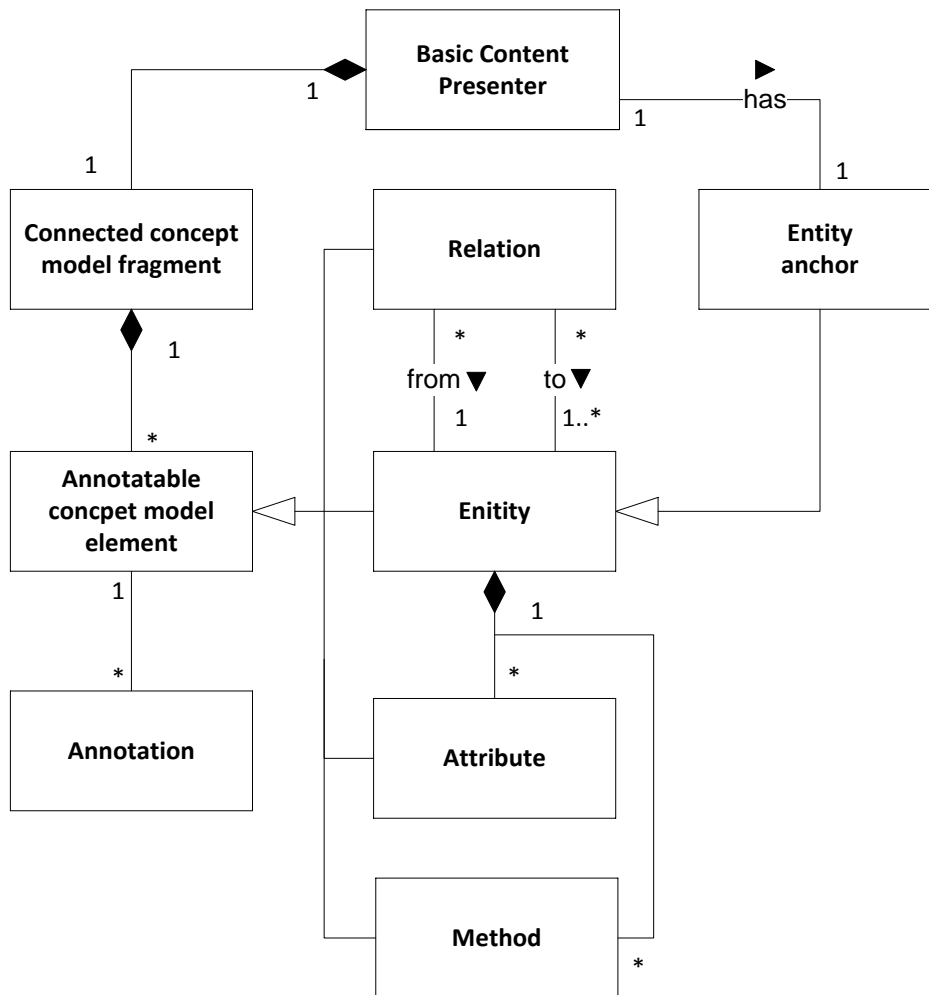 Basic Content
Presenter
1
has
1
1
1
Connected concept
model fragment
Relation
Entity
anchor
1
*
*
from
to
1
1..*
*
Annotatable
concpet model
element
Enitity
1
1
*
*
Annotation
Attribute
Method
*